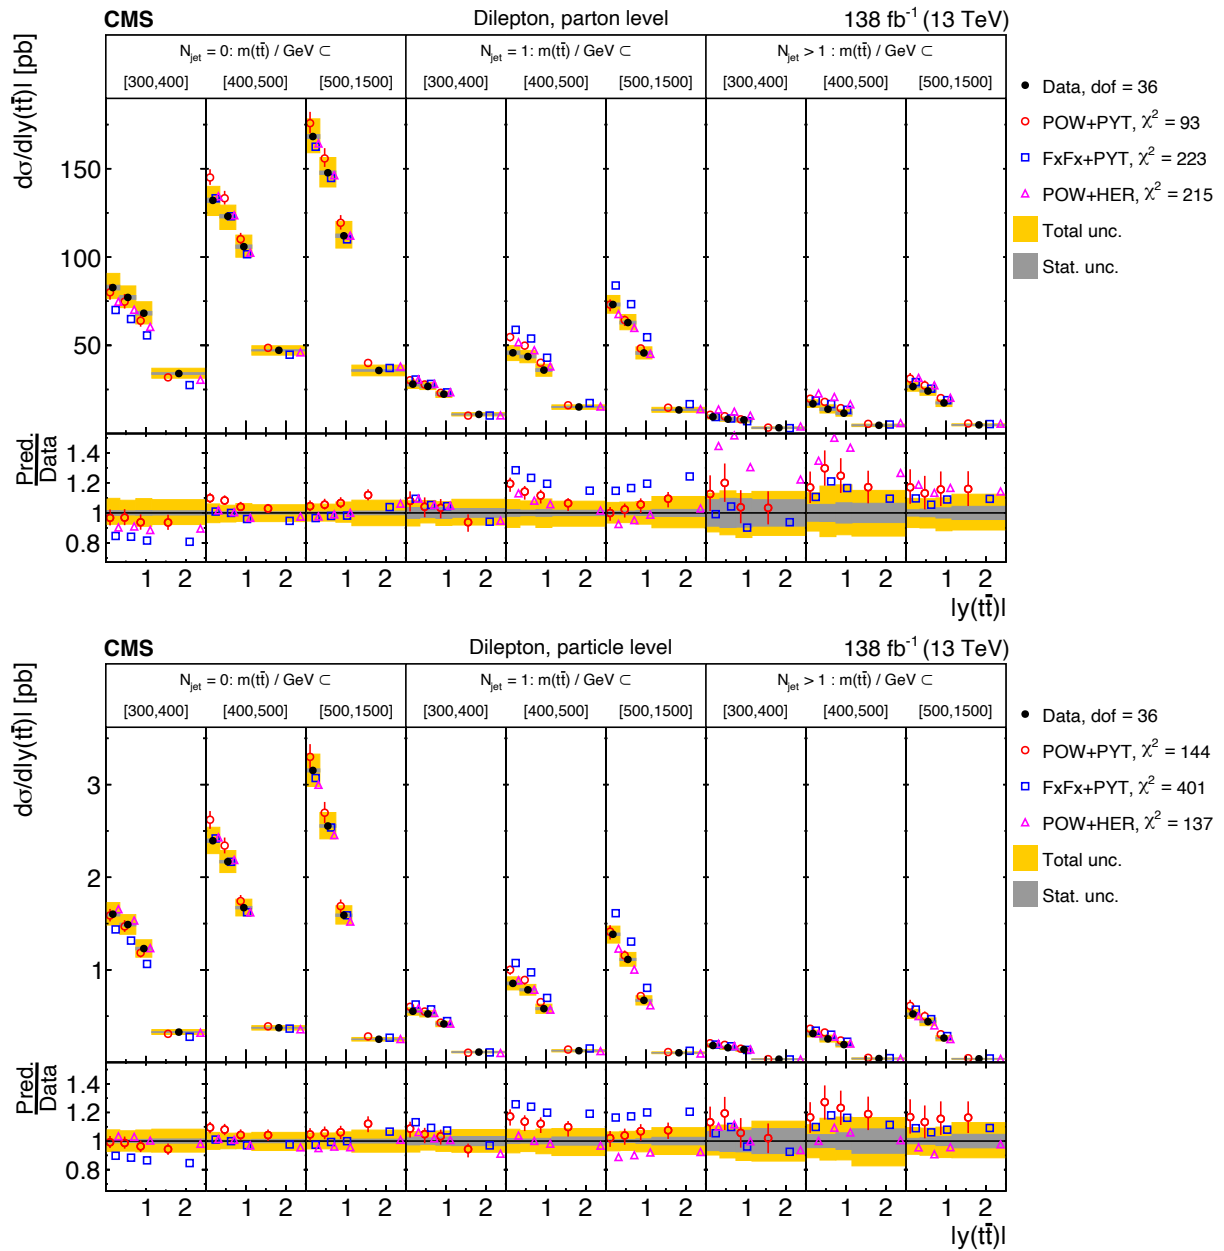 CMS Dilepton, parton level 138 fb⁻¹ (13 TeV)
N_jet = 0: m(tt̄) / GeV ⊂ N_jet = 1: m(tt̄) / GeV ⊂ N_jet > 1 : m(tt̄) / GeV ⊂
[300,400] [400,500] [500,1500] [300,400] [400,500] [500,1500] [300,400] [400,500] [500,1500]
dσ/dly(tt̄)l [pb]
150
100
50
Data, dof = 36
POW+PYT, χ² = 93
FxFx+PYT, χ² = 223
POW+HER, χ² = 215
Total unc.
Stat. unc.
Pred
Data
1.4
1.2
1
0.8
1 2 1 2 1 2 1 2 1 2 1 2 1 2 1 2 1 2
ly(tt̄)l
CMS Dilepton, particle level 138 fb⁻¹ (13 TeV)
N_jet = 0: m(tt̄) / GeV ⊂ N_jet = 1: m(tt̄) / GeV ⊂ N_jet > 1 : m(tt̄) / GeV ⊂
[300,400] [400,500] [500,1500] [300,400] [400,500] [500,1500] [300,400] [400,500] [500,1500]
dσ/dly(tt̄)l [pb]
3
2
1
Data, dof = 36
POW+PYT, χ² = 144
FxFx+PYT, χ² = 401
POW+HER, χ² = 137
Total unc.
Stat. unc.
Pred
Data
1.4
1.2
1
0.8
1 2 1 2 1 2 1 2 1 2 1 2 1 2 1 2 1 2
ly(tt̄)l